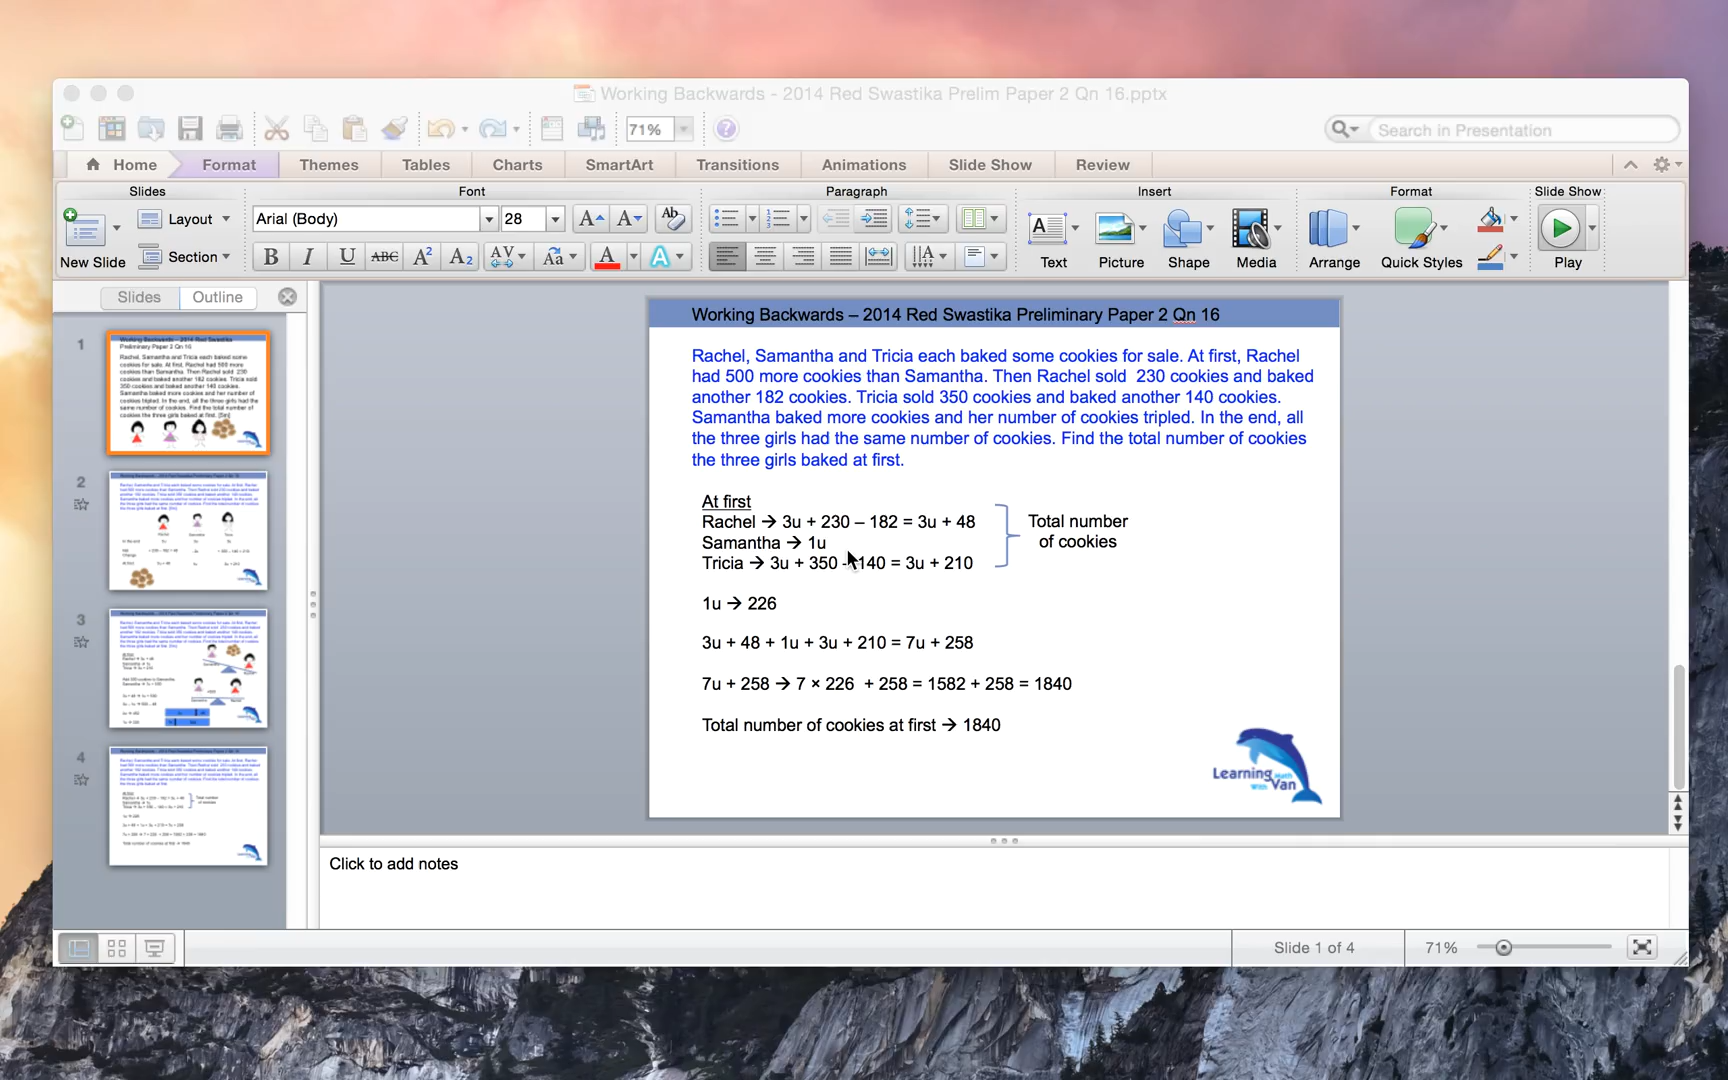 Working Backwards - 2014 Red Swastika Prelim Paper 2 Qn 16.pptx
71%
Search in Presentation
Home Format Themes Tables Charts SmartArt Transitions Animations Slide Show Review
Slides Font Paragraph Insert Format Slide Show
New Slide
Layout
Section
Arial (Body) 28
Text Picture Shape Media Arrange Quick Styles Play
Slides Outline
1
2
3
4
Working Backwards – 2014 Red Swastika Preliminary Paper 2 Qn 16
Rachel, Samantha and Tricia each baked some cookies for sale. At first, Rachel
had 500 more cookies than Samantha. Then Rachel sold 230 cookies and baked
another 182 cookies. Tricia sold 350 cookies and baked another 140 cookies.
Samantha baked more cookies and her number of cookies tripled. In the end, all
the three girls had the same number of cookies. Find the total number of cookies
the three girls baked at first.
At first
Rachel → 3u + 230 – 182 = 3u + 48
Samantha → 1u
Tricia → 3u + 350 - 140 = 3u + 210
Total number
of cookies
1u → 226
3u + 48 + 1u + 3u + 210 = 7u + 258
7u + 258 → 7 × 226 + 258 = 1582 + 258 = 1840
Total number of cookies at first → 1840
Learning Math
With Van
Click to add notes
Slide 1 of 4
71%